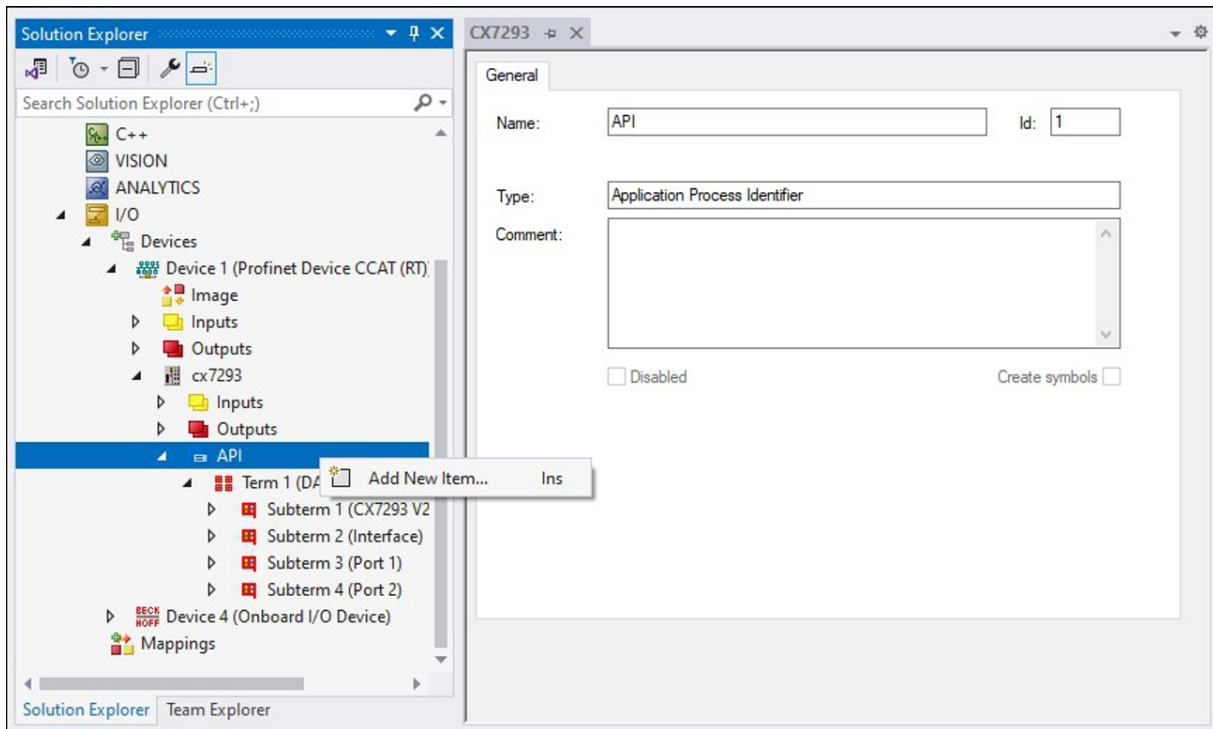 Solution Explorer
Search Solution Explorer (Ctrl+;)
C++
VISION
ANALYTICS
I/O
Devices
Device 1 (Profinet Device CCAT (RT)
Image
Inputs
Outputs
cx7293
Inputs
Outputs
API
Term 1 (DA
Subterm 1 (CX7293 V2
Subterm 2 (Interface)
Subterm 3 (Port 1)
Subterm 4 (Port 2)
BECK
HOFF
Device 4 (Onboard I/O Device)
Mappings
Solution Explorer Team Explorer
Add New Item... Ins
CX7293
General
Name: API Id: 1
Type: Application Process Identifier
Comment:
Disabled Create symbols